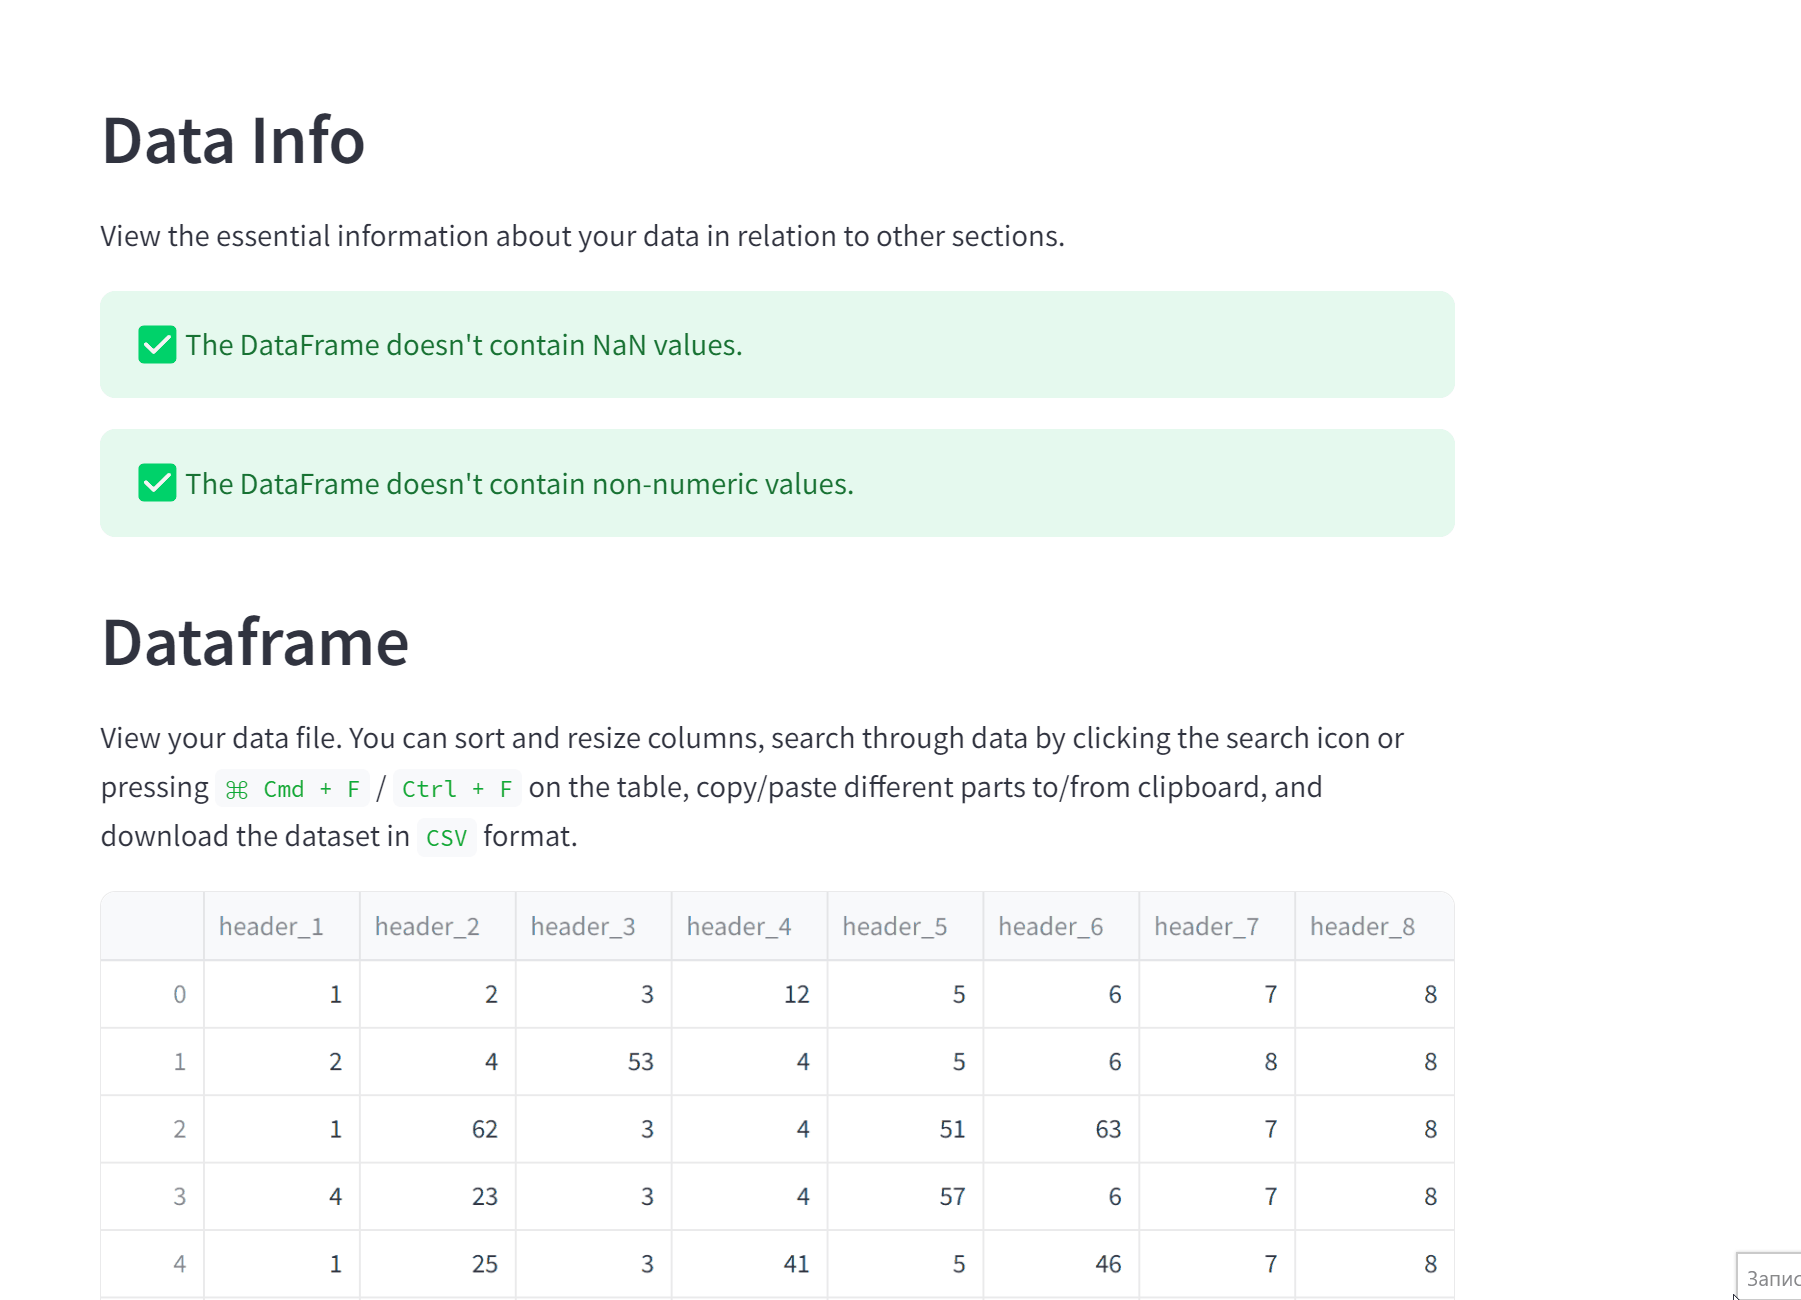 Data Info
View the essential information about your data in relation to other sections.
✅ The DataFrame doesn't contain NaN values.
✅ The DataFrame doesn't contain non-numeric values.
Dataframe
View your data file. You can sort and resize columns, search through data by clicking the search icon or
pressing ⌘ Cmd + F / Ctrl + F on the table, copy/paste different parts to/from clipboard, and
download the dataset in CSV format.
header_1 header_2 header_3 header_4 header_5 header_6 header_7 header_8
0 1 2 3 12 5 6 7 8
1 2 4 53 4 5 6 8 8
2 1 62 3 4 51 63 7 8
3 4 23 3 4 57 6 7 8
4 1 25 3 41 5 46 7 8